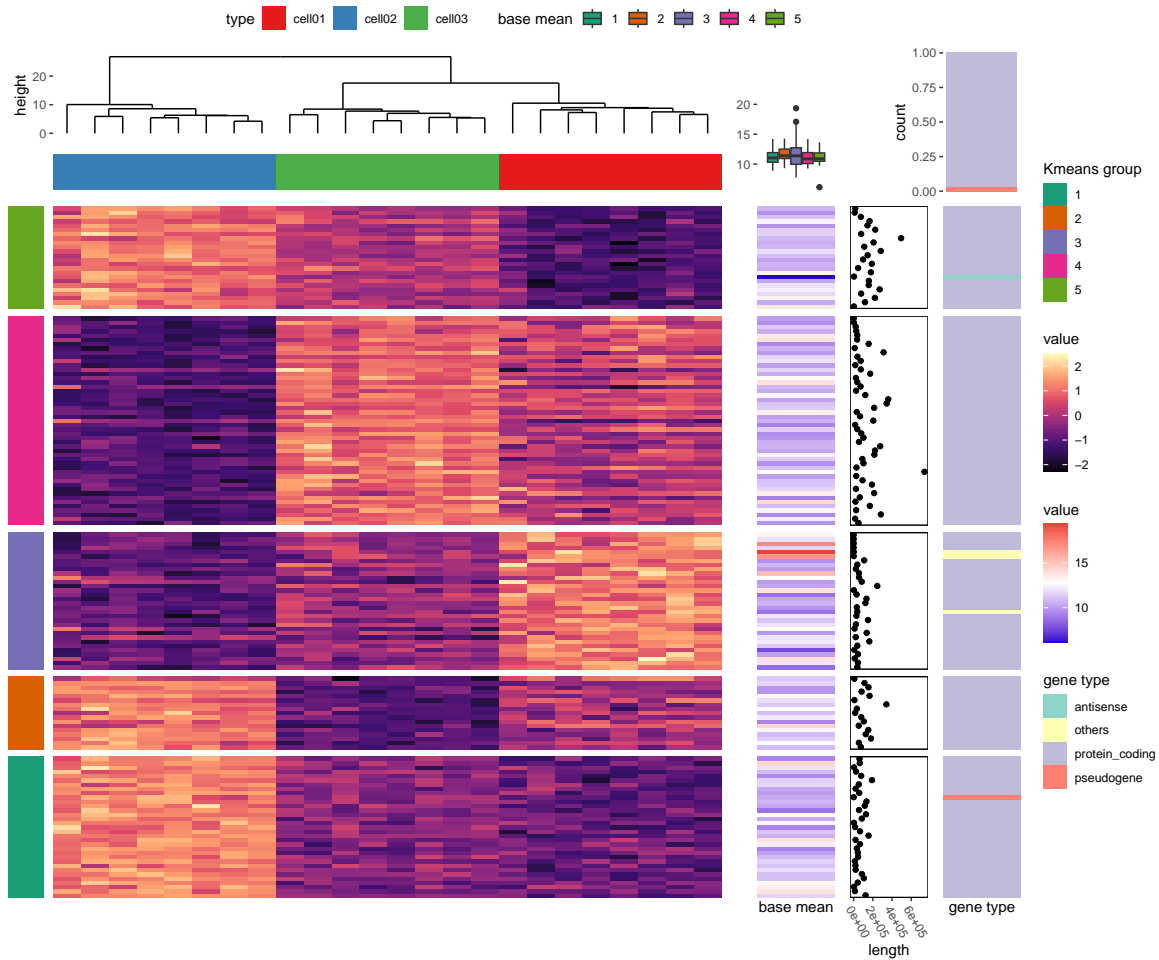 type cell01 cell02 cell03 base mean 1 2 3 4 5
height
20
10
0
20
15
10
count
1.00
0.75
0.50
0.25
0.00
Kmeans group
1
2
3
4
5
value
2
1
0
−1
−2
value
15
10
gene type
antisense
others
protein_coding
pseudogene
base mean
0e+00
2e+05
4e+05
6e+05
length
gene type